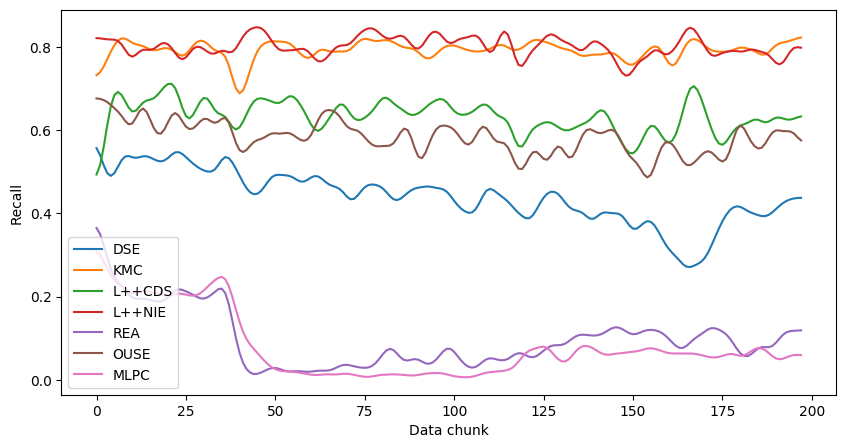 0.8
0.6
0.4
0.2
0.0
Recall
DSE
KMC
L++CDS
L++NIE
REA
OUSE
MLPC
0 25 50 75 100 125 150 175 200
Data chunk